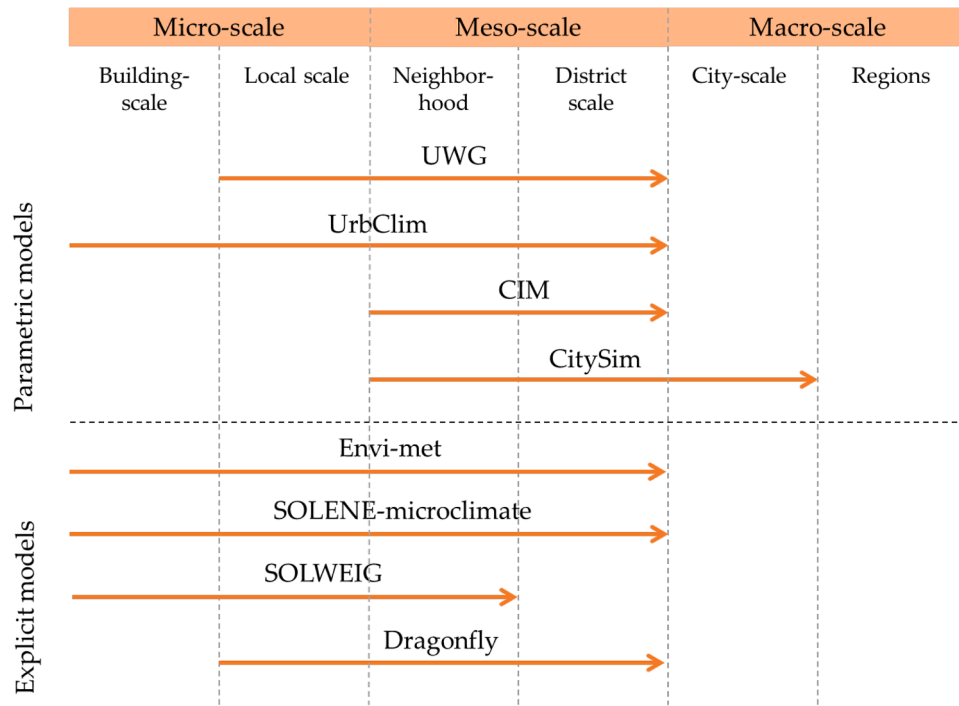 Micro-scale
Meso-scale
Macro-scale
Building-
scale
Local scale
Neighbor-
hood
District
scale
City-scale
Regions
Parametric models
UWG
UrbClim
CIM
CitySim
Explicit models
Envi-met
SOLENE-microclimate
SOLWEIG
Dragonfly